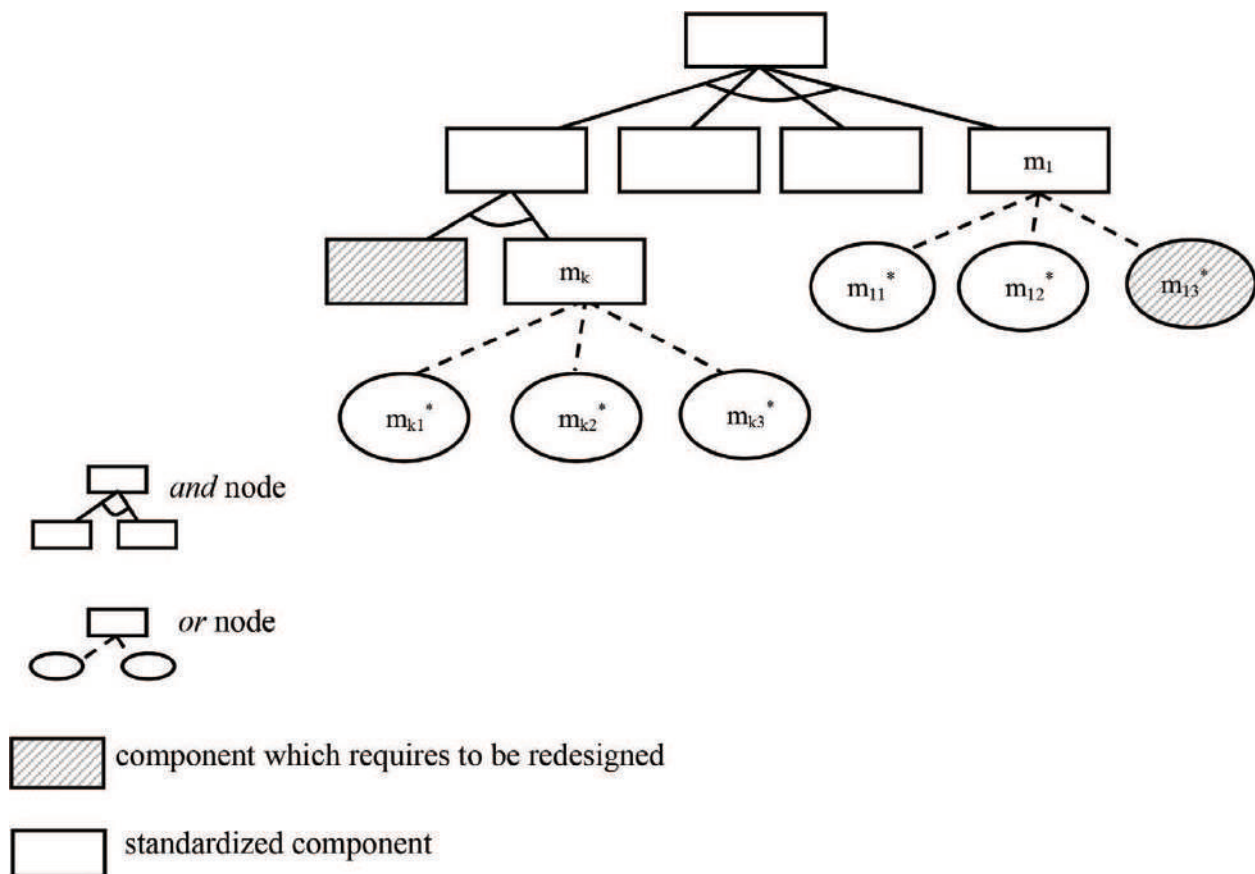 m₁
m₁₁* m₁₂* m₁₃*
mₖ
mₖ₁* mₖ₂* mₖ₃*
and node
or node
component which requires to be redesigned
standardized component